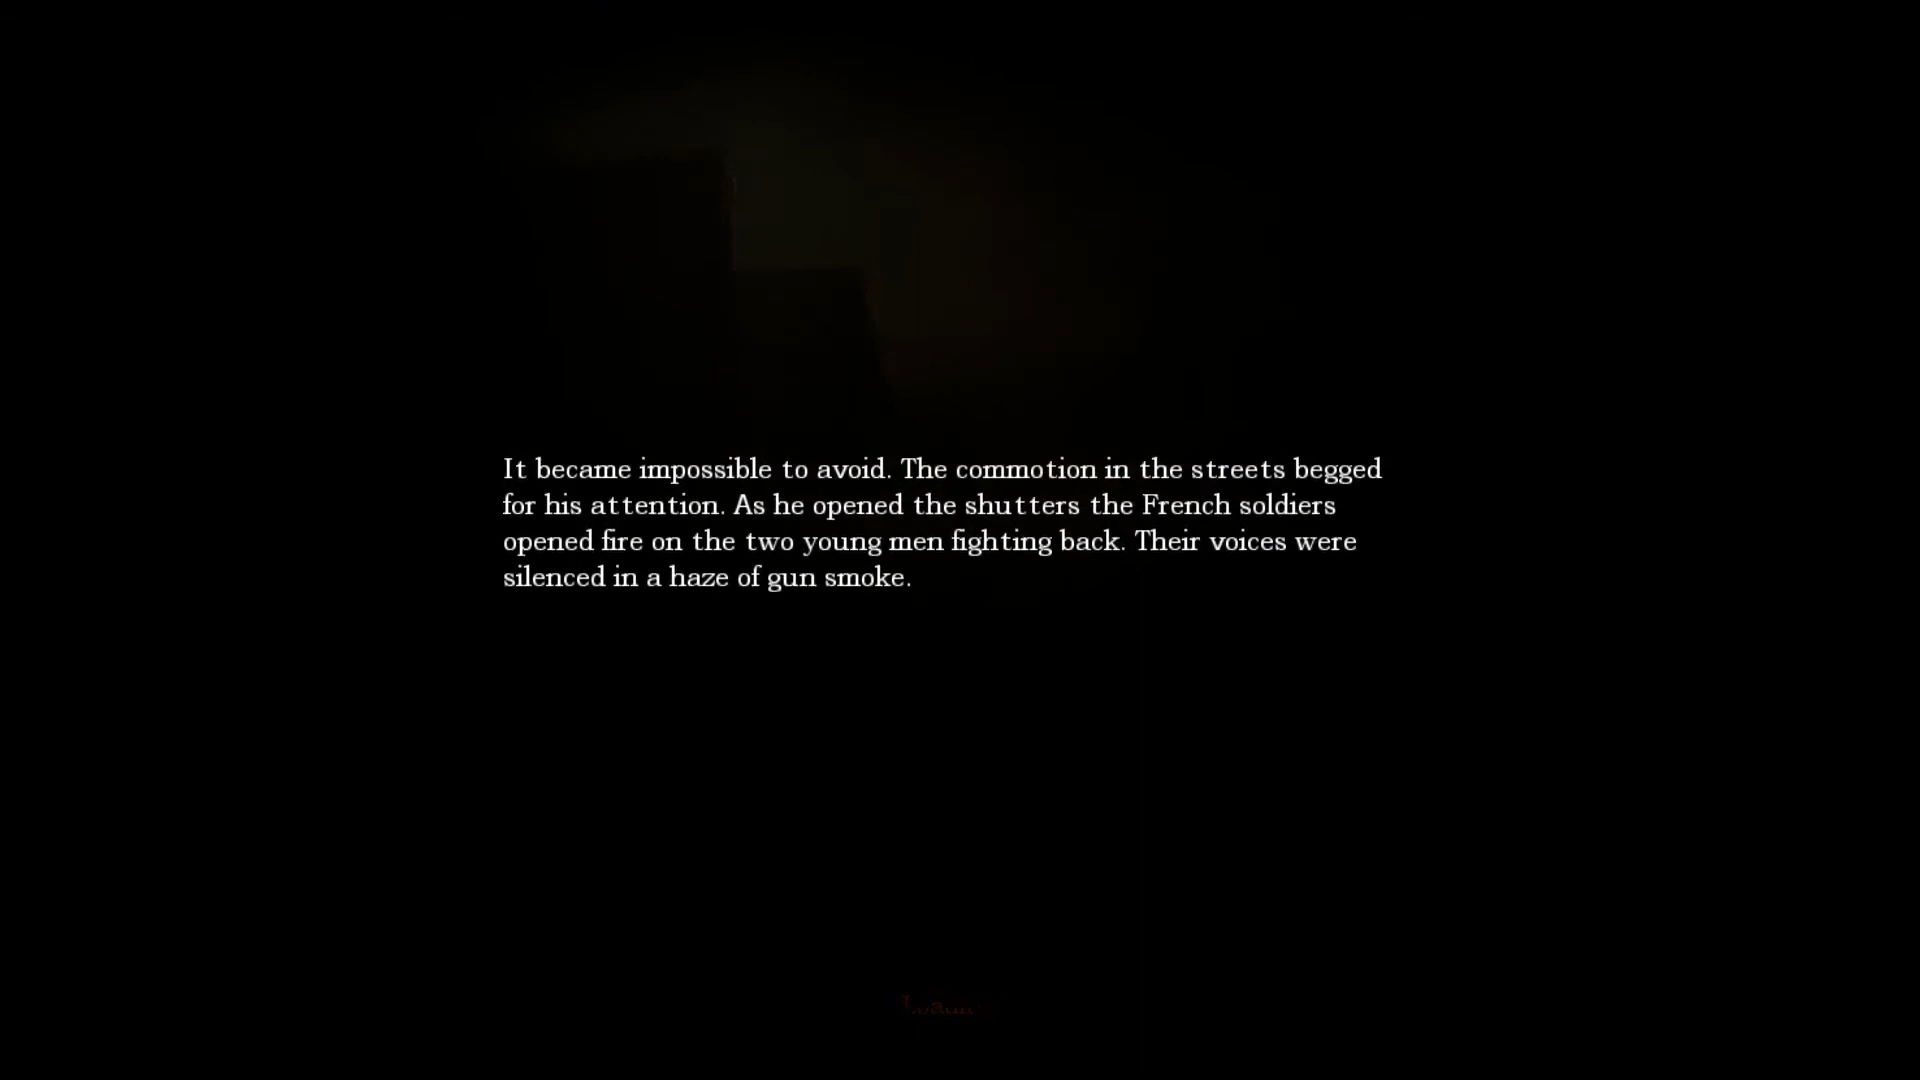 It became impossible to avoid. The commotion in the streets begged
for his attention. As he opened the shutters the French soldiers
opened fire on the two young men fighting back. Their voices were
silenced in a haze of gun smoke.